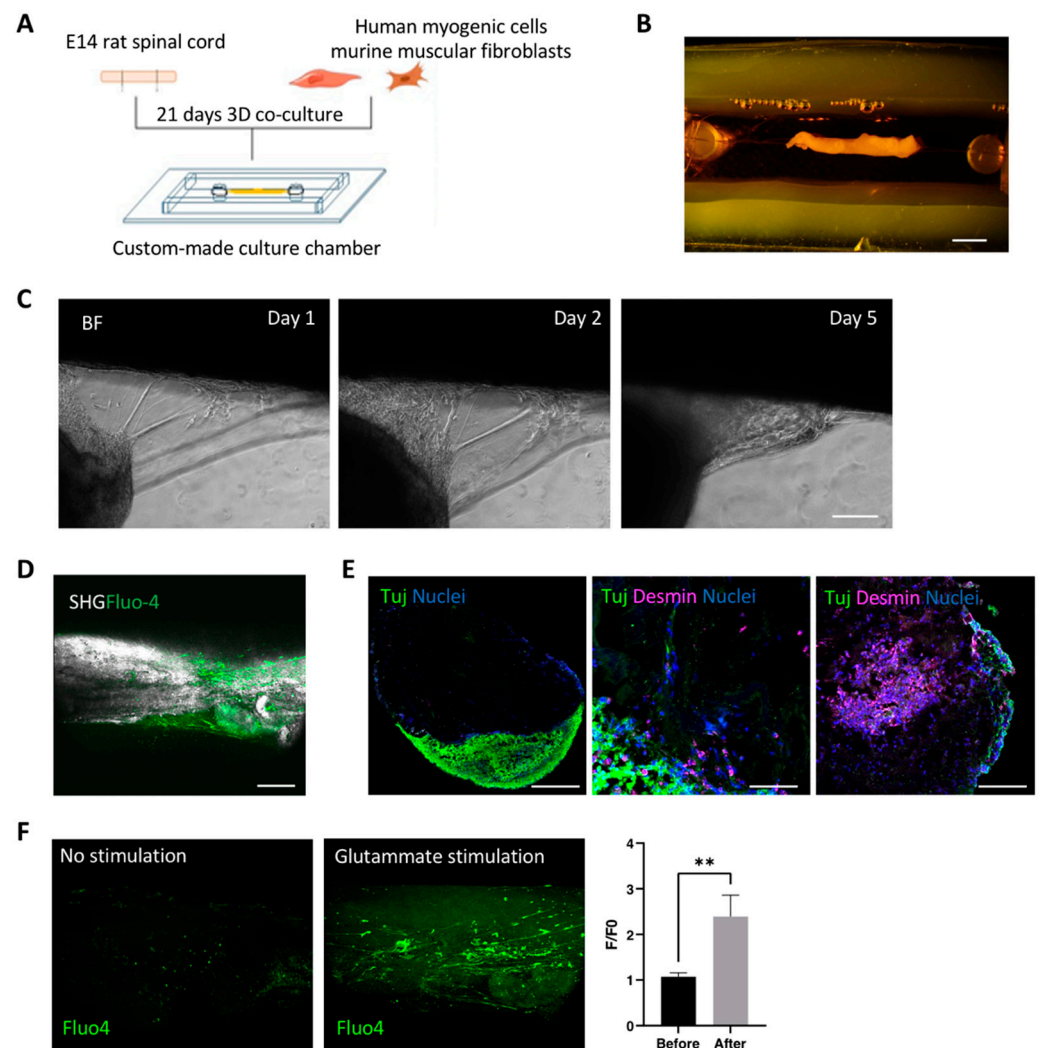 A
E14 rat spinal cord
Human myogenic cells
murine muscular fibroblasts
21 days 3D co-culture
Custom-made culture chamber
B
C
BF
Day 1
Day 2
Day 5
D
SHGFluo-4
E
Tuj Nuclei
Tuj Desmin Nuclei
Tuj Desmin Nuclei
F
No stimulation
Fluo4
Glutammate stimulation
Fluo4
F/F0
4
3
2
1
0
**
Before After